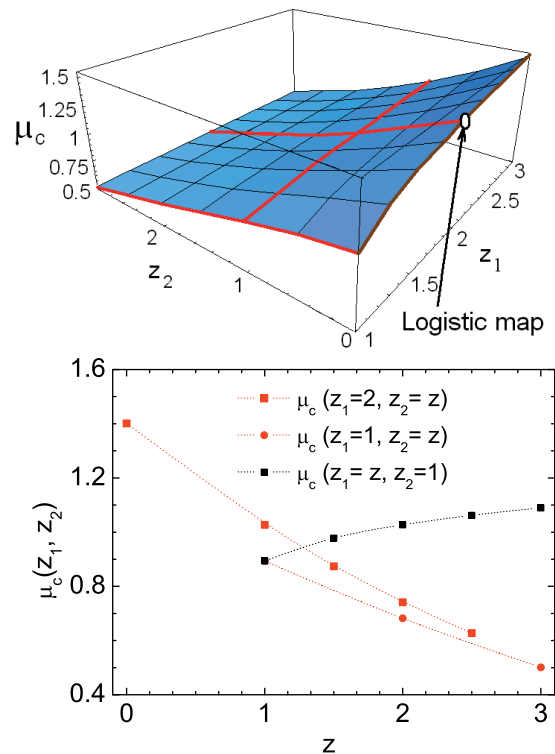 1.5
1.25
μc
1
0.75
0.5
2
z2
1
0
1
1.5
2
z1
2.5
3
0
Logistic map
1.6
1.2
0.8
0.4
μc(z1, z2)
μc (z1=2, z2= z)
μc (z1=1, z2= z)
μc (z1= z, z2=1)
0
1
2
3
z